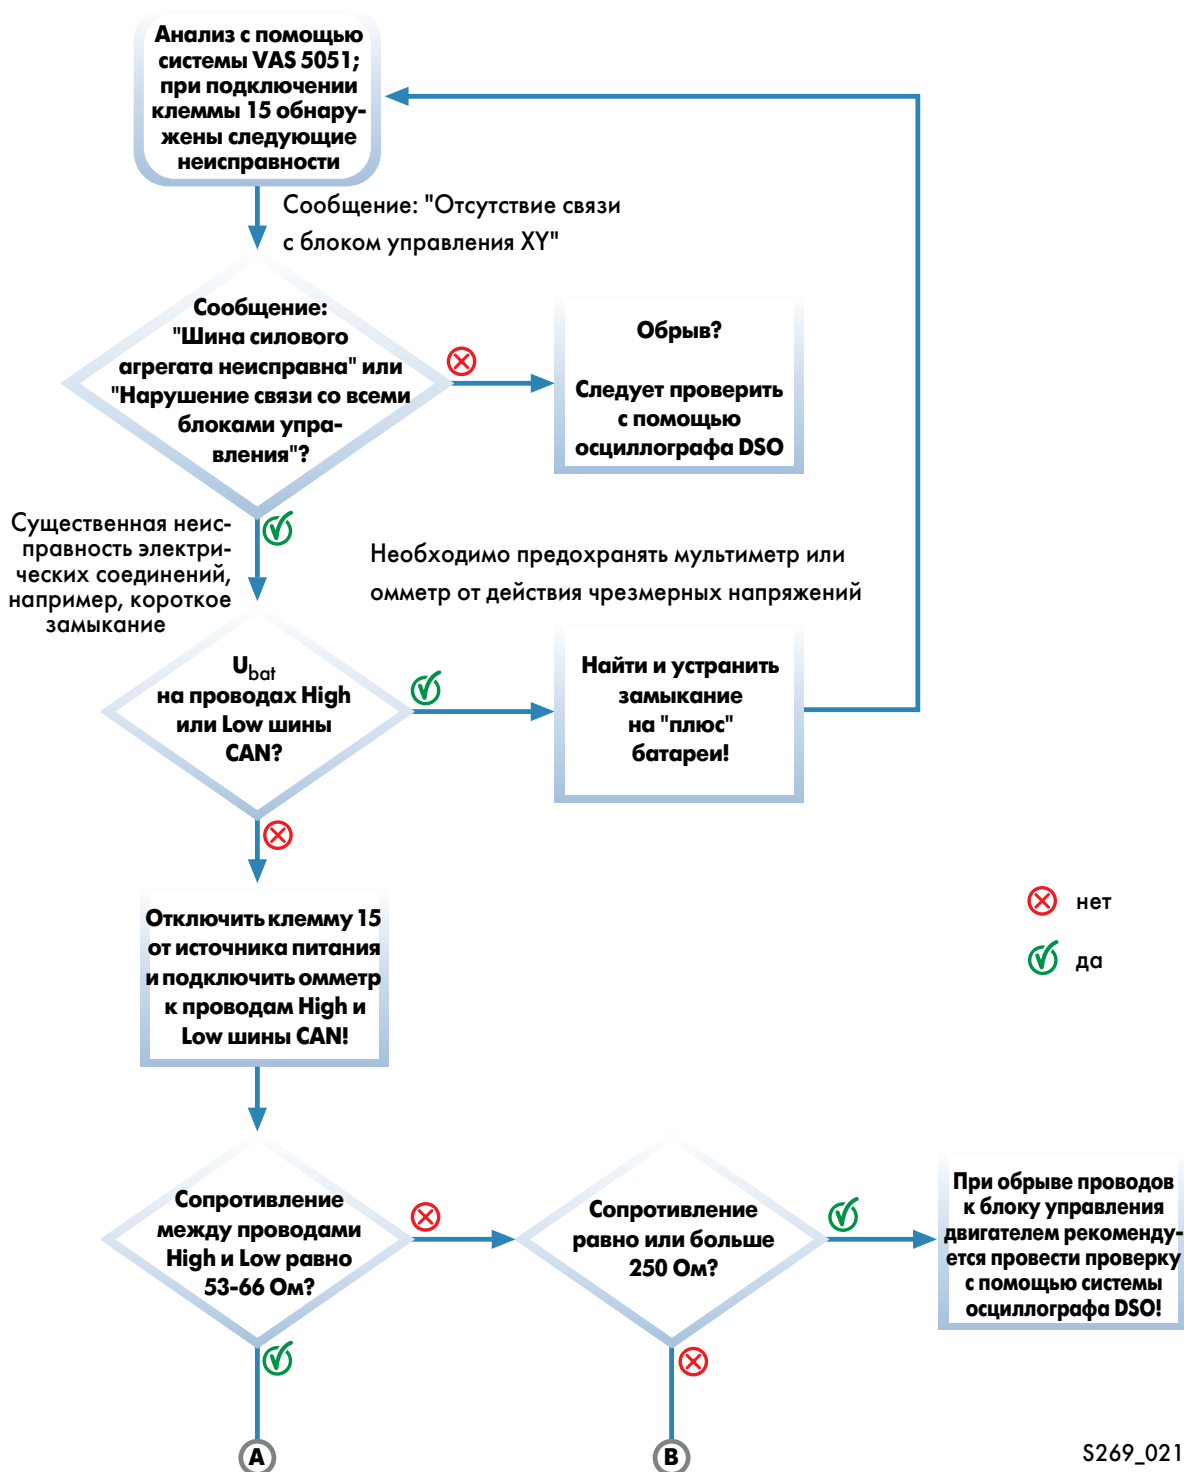 Анализ с помощью
системы VAS 5051;
при подключении
клеммы 15 обнару-
жены следующие
неисправности
Сообщение: "Отсутствие связи
с блоком управления XY"
Сообщение:
"Шина силового
агрегата неисправна" или
"Нарушение связи со всеми
блоками упра-
вления"?
Обрыв?
Следует проверить
с помощью
осциллографа DSO
Существенная неис-
правность электри-
ческих соединений,
например, короткое
замыкание
Необходимо предохранять мультиметр или
омметр от действия чрезмерных напряжений
Ubat
на проводах High
или Low шины
CAN?
Найти и устранить
замыкание
на "плюс"
батареи!
Отключить клемму 15
от источника питания
и подключить омметр
к проводам High и
Low шины CAN!
нет
да
Сопротивление
между проводами
High и Low равно
53-66 Ом?
Сопротивление
равно или больше
250 Ом?
При обрыве проводов
к блоку управления
двигателем рекоменду-
ется провести проверку
с помощью системы
осциллографа DSO!
A
B
S269_021